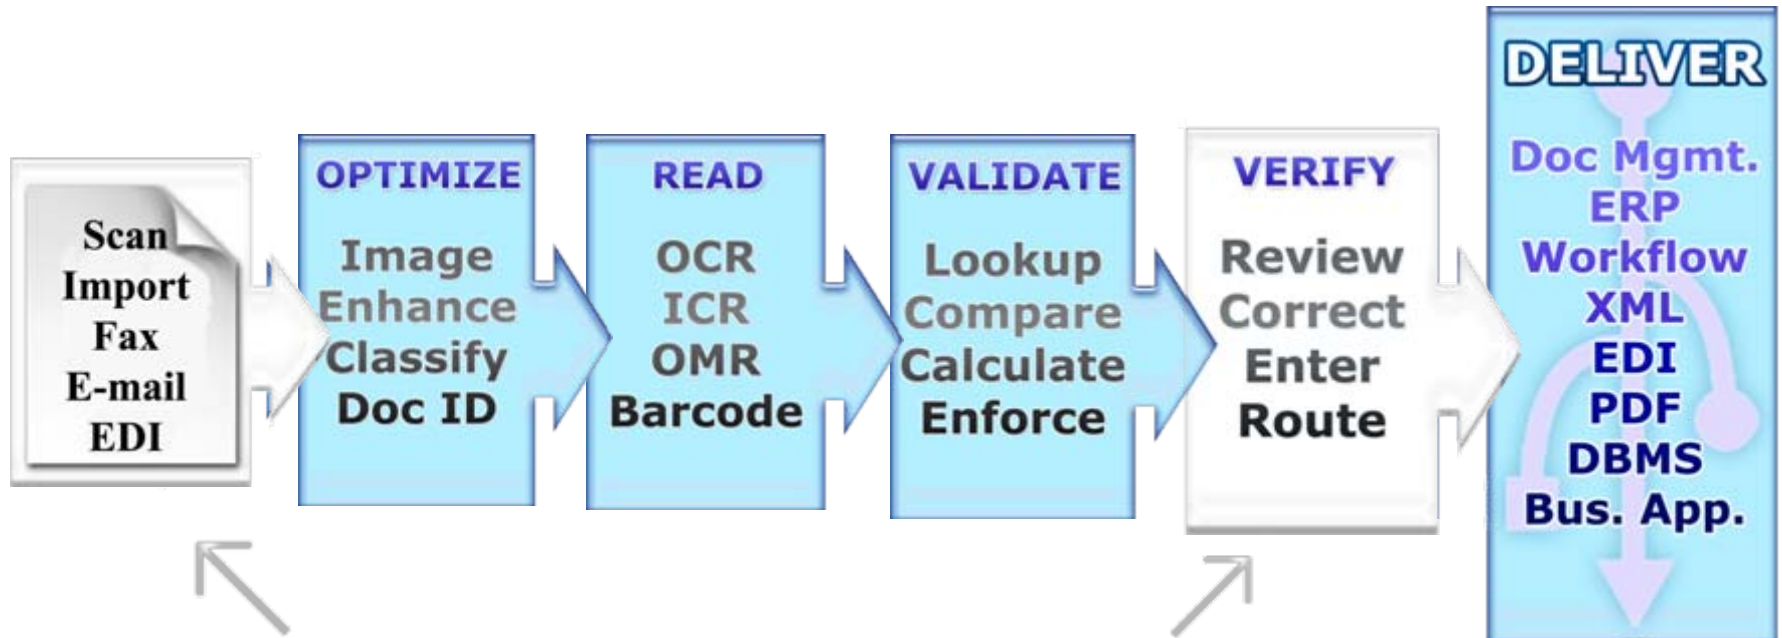 Scan
Import
Fax
E-mail
EDI
OPTIMIZE
Image
Enhance
Classify
Doc ID
READ
OCR
ICR
OMR
Barcode
VALIDATE
Lookup
Compare
Calculate
Enforce
VERIFY
Review
Correct
Enter
Route
DELIVER
Doc Mgmt.
ERP
Workflow
XML
EDI
PDF
DBMS
Bus. App.